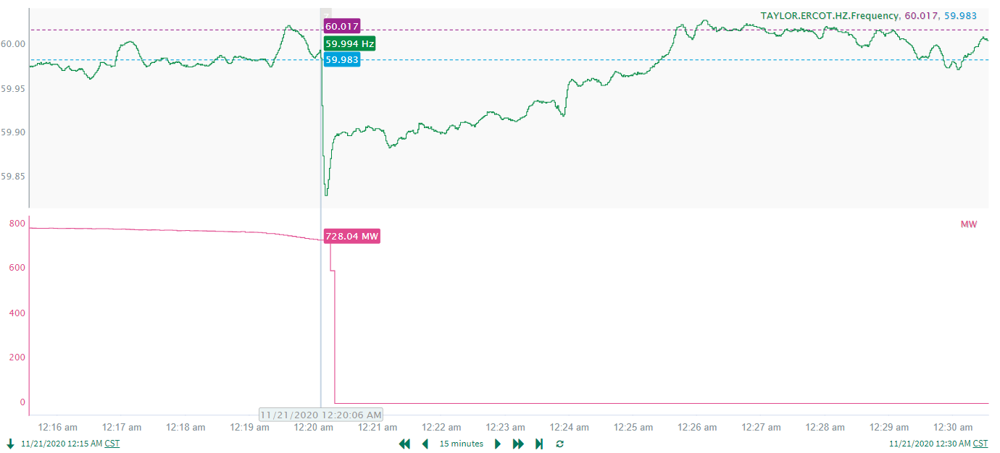 TAYLOR.ERCOT.HZ.Frequency, 60.017, 59.983
60.017
59.994 Hz
59.983
60.00
59.95
59.90
59.85
MW
728.04 MW
800
600
400
200
0
11/21/2020 12:20:06 AM
12:16 am 12:17 am 12:18 am 12:19 am 12:20 am 12:21 am 12:22 am 12:23 am 12:24 am 12:25 am 12:26 am 12:27 am 12:28 am 12:29 am 12:30 am
11/21/2020 12:15 AM CST 15 minutes 11/21/2020 12:30 AM CST